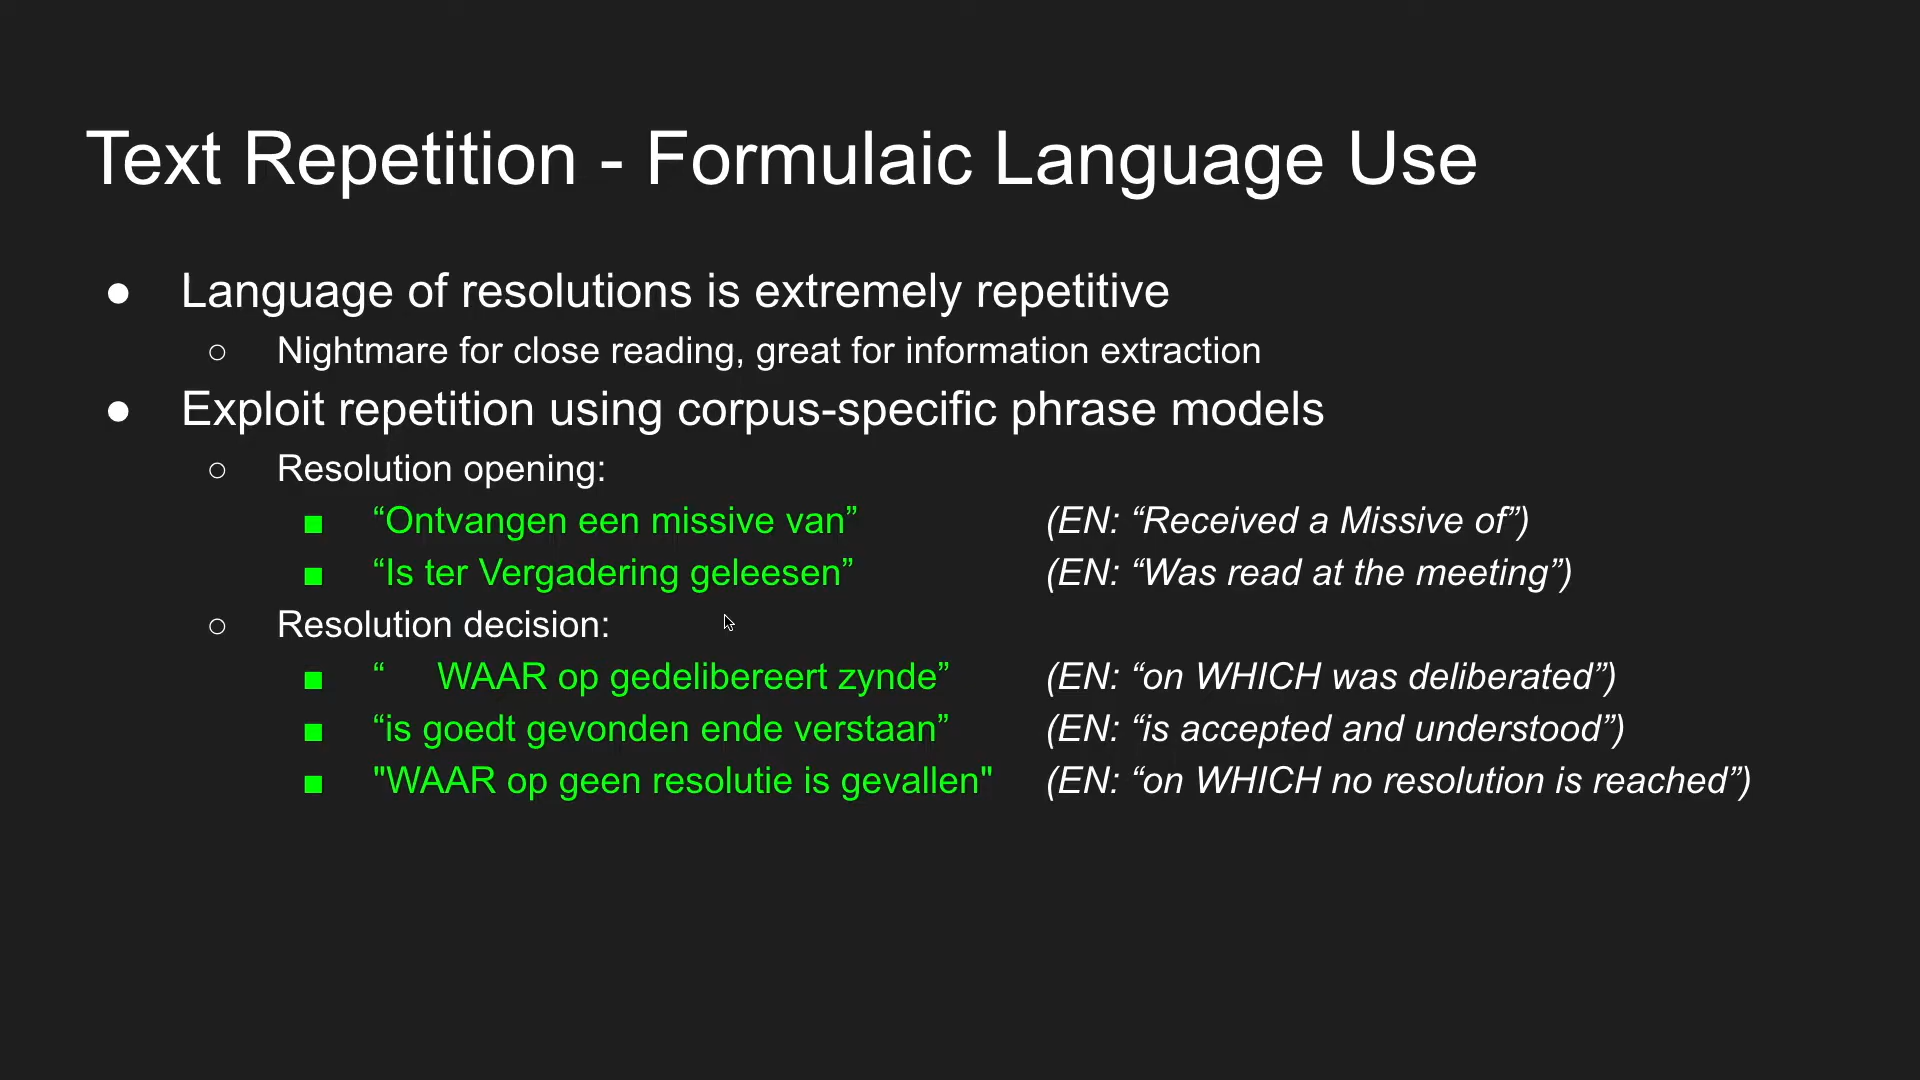 Text Repetition - Formulaic Language Use
● Language of resolutions is extremely repetitive
○ Nightmare for close reading, great for information extraction
● Exploit repetition using corpus-specific phrase models
○ Resolution opening:
■ “Ontvangen een missive van” (EN: “Received a Missive of”)
■ “Is ter Vergadering geleesen” (EN: “Was read at the meeting”)
○ Resolution decision:
■ “ WAAR op gedelibereert zynde” (EN: “on WHICH was deliberated”)
■ “is goedt gevonden ende verstaan” (EN: “is accepted and understood”)
■ "WAAR op geen resolutie is gevallen" (EN: “on WHICH no resolution is reached”)